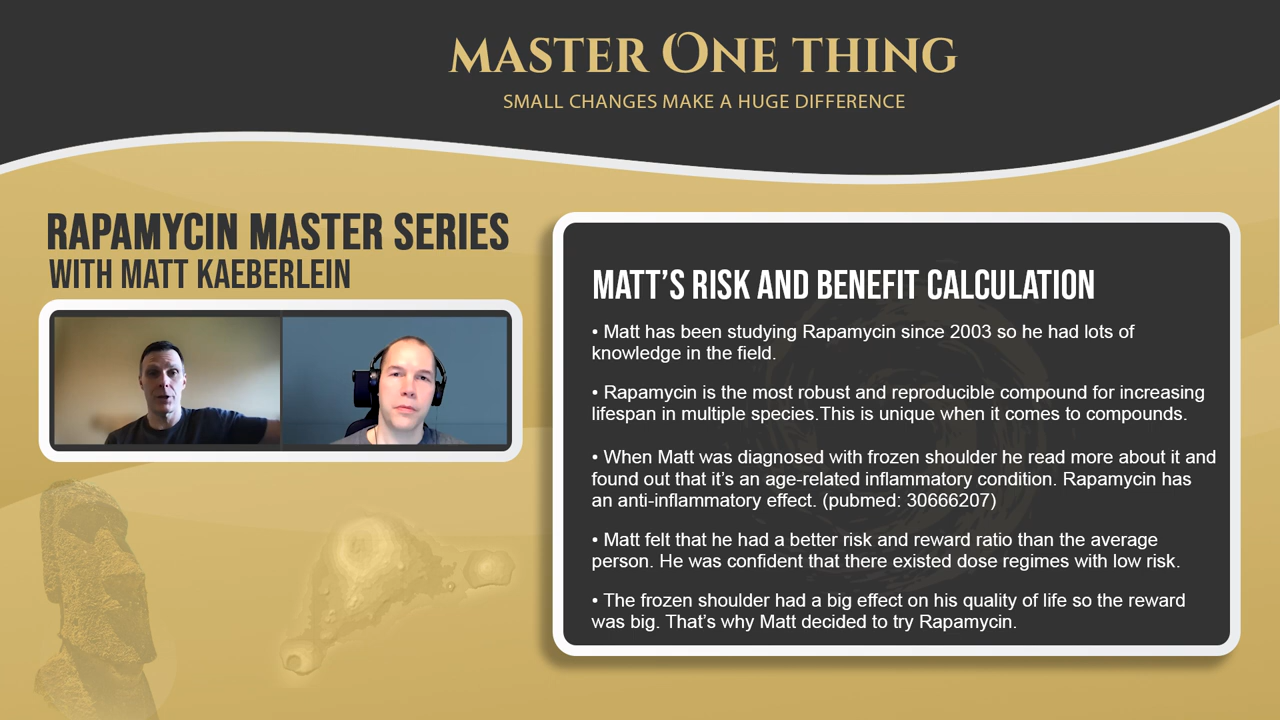 MASTER ONE THING
SMALL CHANGES MAKE A HUGE DIFFERENCE
RAPAMYCIN MASTER SERIES
WITH MATT KAEBERLEIN
MATT'S RISK AND BENEFIT CALCULATION
• Matt has been studying Rapamycin since 2003 so he had lots of
knowledge in the field.
• Rapamycin is the most robust and reproducible compound for increasing
lifespan in multiple species.This is unique when it comes to compounds.
• When Matt was diagnosed with frozen shoulder he read more about it and
found out that it's an age-related inflammatory condition. Rapamycin has
an anti-inflammatory effect. (pubmed: 30666207)
• Matt felt that he had a better risk and reward ratio than the average
person. He was confident that there existed dose regimes with low risk.
• The frozen shoulder had a big effect on his quality of life so the reward
was big. That's why Matt decided to try Rapamycin.